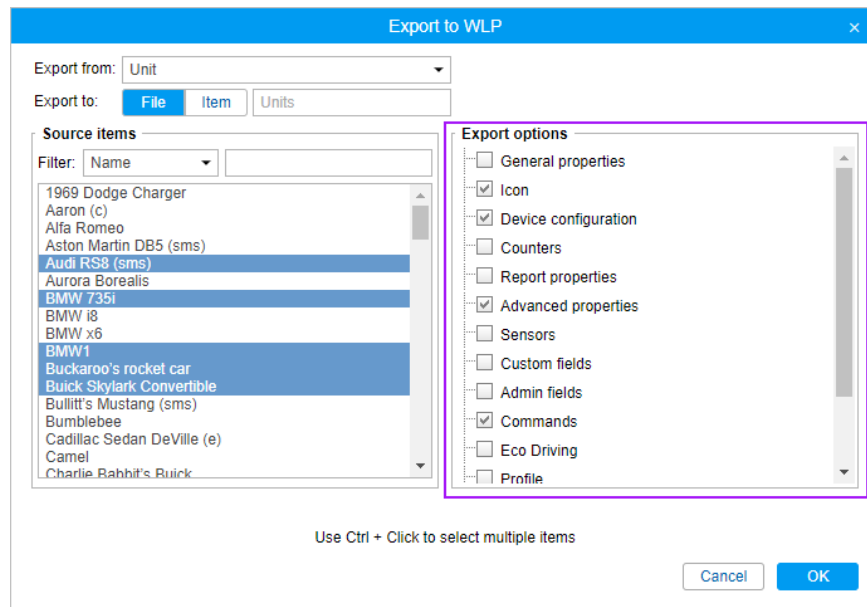 Export to WLP ×
Export from: Unit
Export to: File Item Units
Source items
Filter: Name
1969 Dodge Charger
Aaron (c)
Alfa Romeo
Aston Martin DB5 (sms)
Audi RS8 (sms)
Aurora Borealis
BMW 735i
BMW i8
BMW x6
BMW1
Buckaroo's rocket car
Buick Skylark Convertible
Bullitt's Mustang (sms)
Bumblebee
Cadillac Sedan DeVille (e)
Camel
Charlie Babbit's Buick
Export options
General properties
Icon
Device configuration
Counters
Report properties
Advanced properties
Sensors
Custom fields
Admin fields
Commands
Eco Driving
Profile
Use Ctrl + Click to select multiple items
Cancel OK